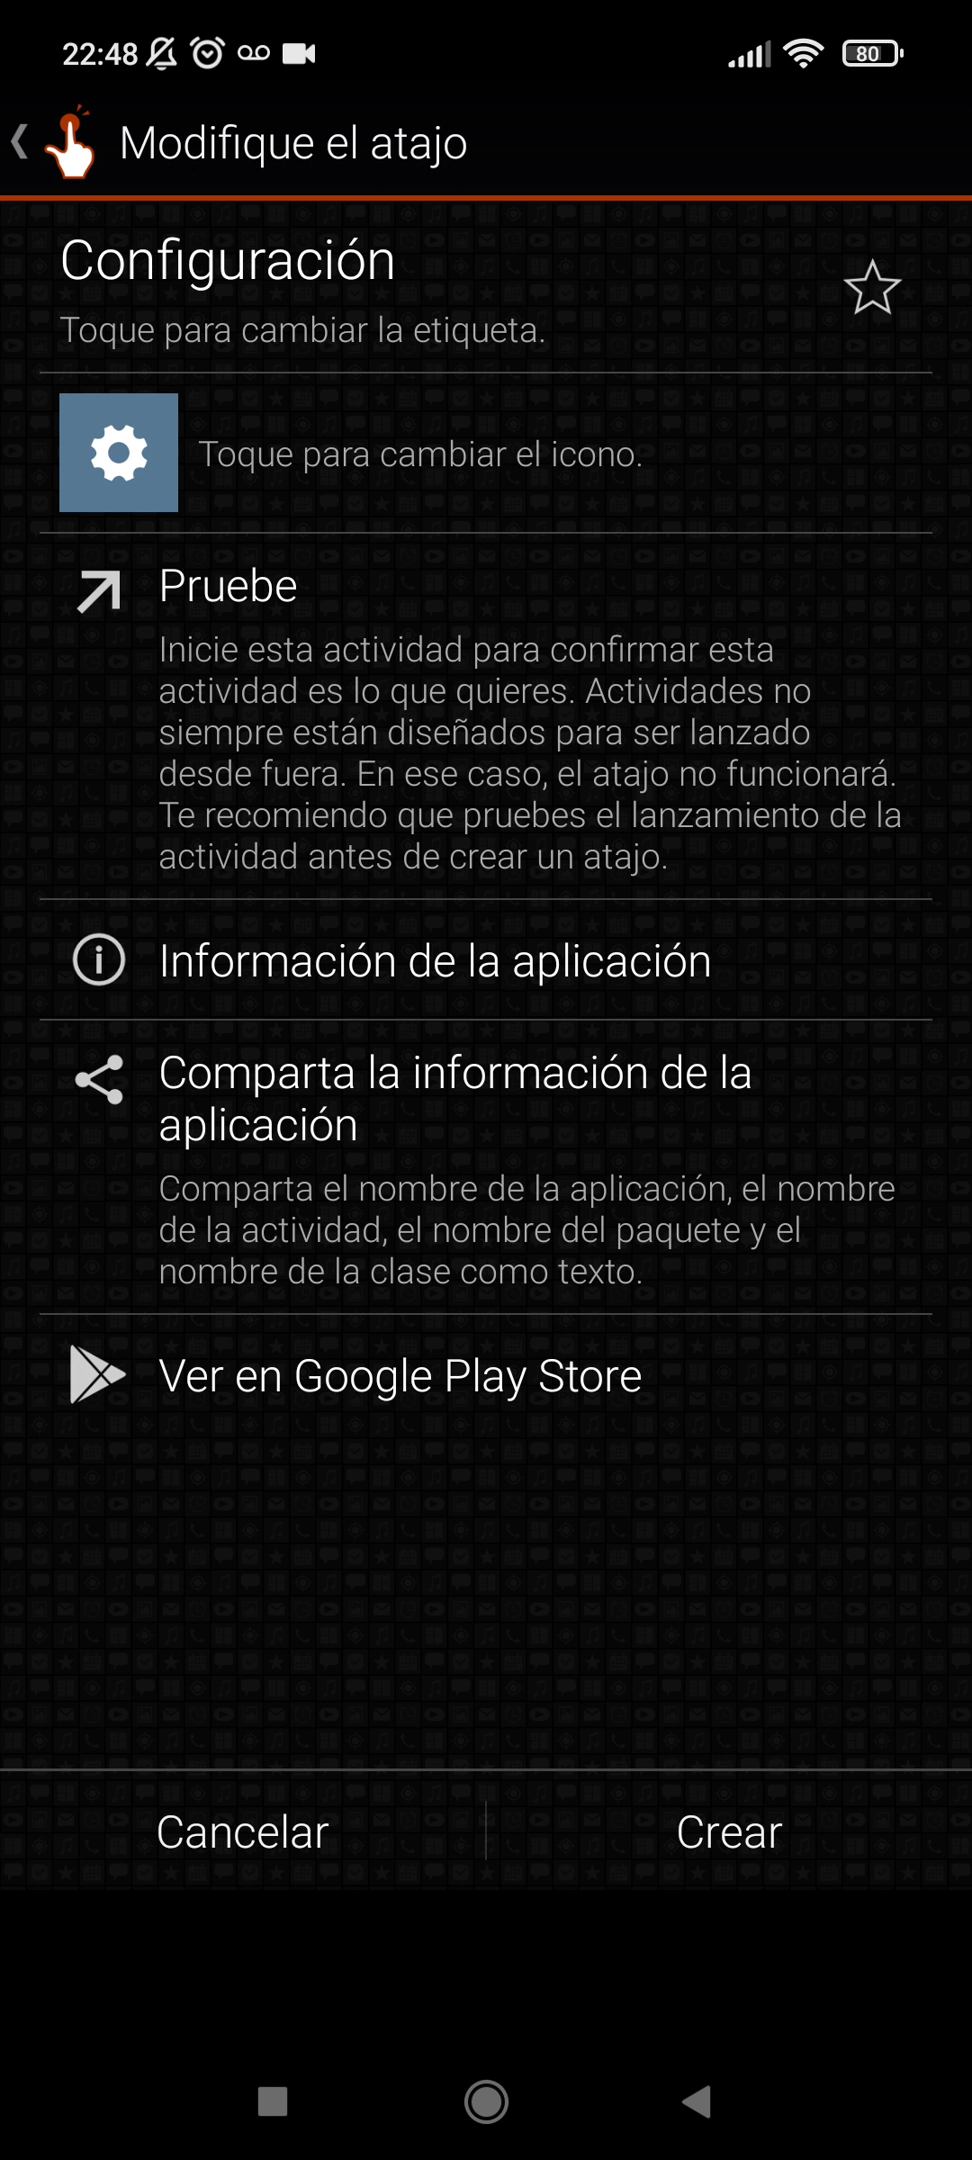 22:48
80
Modifique el atajo
Configuración
Toque para cambiar la etiqueta.
Toque para cambiar el icono.
Pruebe
Inicie esta actividad para confirmar esta
actividad es lo que quieres. Actividades no
siempre están diseñados para ser lanzado
desde fuera. En ese caso, el atajo no funcionará.
Te recomiendo que pruebes el lanzamiento de la
actividad antes de crear un atajo.
Información de la aplicación
Comparta la información de la
aplicación
Comparta el nombre de la aplicación, el nombre
de la actividad, el nombre del paquete y el
nombre de la clase como texto.
Ver en Google Play Store
Cancelar
Crear